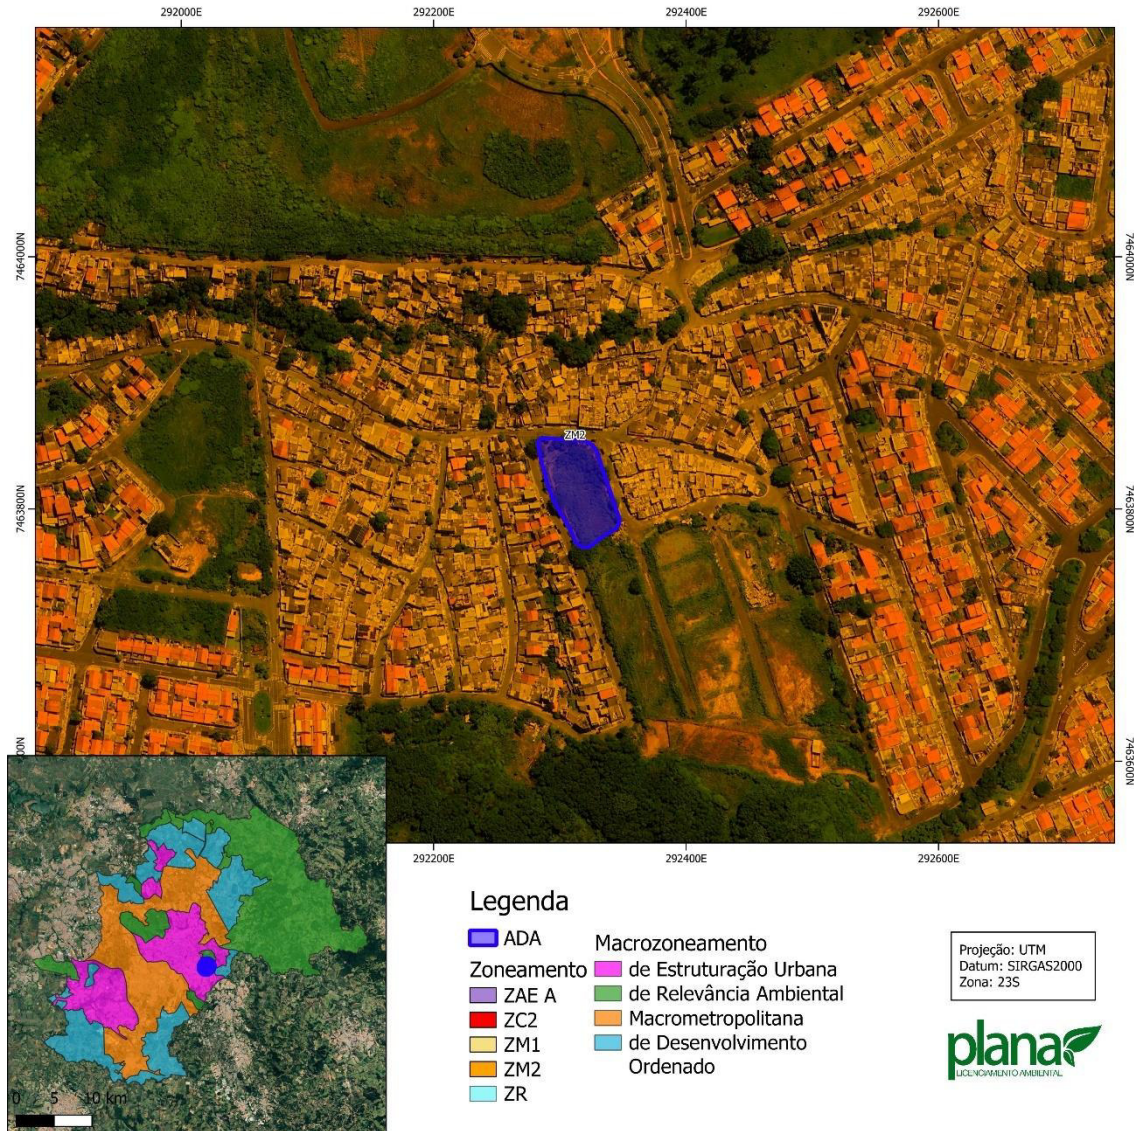 292000E
292200E
292400E
292600E
7464000N
7464000N
ZM2
7463800N
7463800N
7463600N
292200E
292400E
292600E
0 5 10 km
Legenda
ADA
Zoneamento
ZAE A
ZC2
ZM1
ZM2
ZR
Macrozoneamento
de Estruturação Urbana
de Relevância Ambiental
Macrometropolitana
de Desenvolvimento
Ordenado
Projeção: UTM
Datum: SIRGAS2000
Zona: 23S
plana
LICENCIAMENTO AMBIENTAL